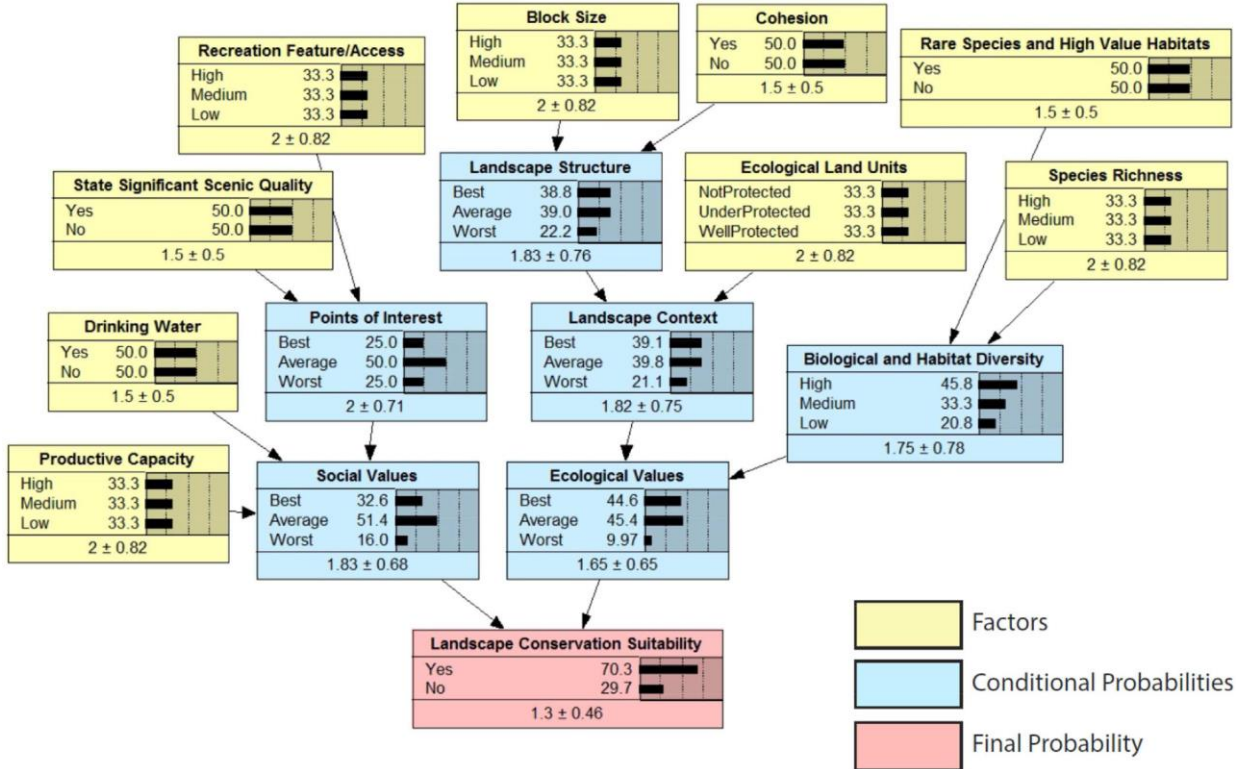 Block Size
High 33.3
Medium 33.3
Low 33.3
2 ± 0.82
Cohesion
Yes 50.0
No 50.0
1.5 ± 0.5
Recreation Feature/Access
High 33.3
Medium 33.3
Low 33.3
2 ± 0.82
Rare Species and High Value Habitats
Yes 50.0
No 50.0
1.5 ± 0.5
State Significant Scenic Quality
Yes 50.0
No 50.0
1.5 ± 0.5
Landscape Structure
Best 38.8
Average 39.0
Worst 22.2
1.83 ± 0.76
Ecological Land Units
NotProtected 33.3
UnderProtected 33.3
WellProtected 33.3
2 ± 0.82
Species Richness
High 33.3
Medium 33.3
Low 33.3
2 ± 0.82
Drinking Water
Yes 50.0
No 50.0
1.5 ± 0.5
Points of Interest
Best 25.0
Average 50.0
Worst 25.0
2 ± 0.71
Landscape Context
Best 39.1
Average 39.8
Worst 21.1
1.82 ± 0.75
Biological and Habitat Diversity
High 45.8
Medium 33.3
Low 20.8
1.75 ± 0.78
Productive Capacity
High 33.3
Medium 33.3
Low 33.3
2 ± 0.82
Social Values
Best 32.6
Average 51.4
Worst 16.0
1.83 ± 0.68
Ecological Values
Best 44.6
Average 45.4
Worst 9.97
1.65 ± 0.65
Landscape Conservation Suitability
Yes 70.3
No 29.7
1.3 ± 0.46
Factors
Conditional Probabilities
Final Probability